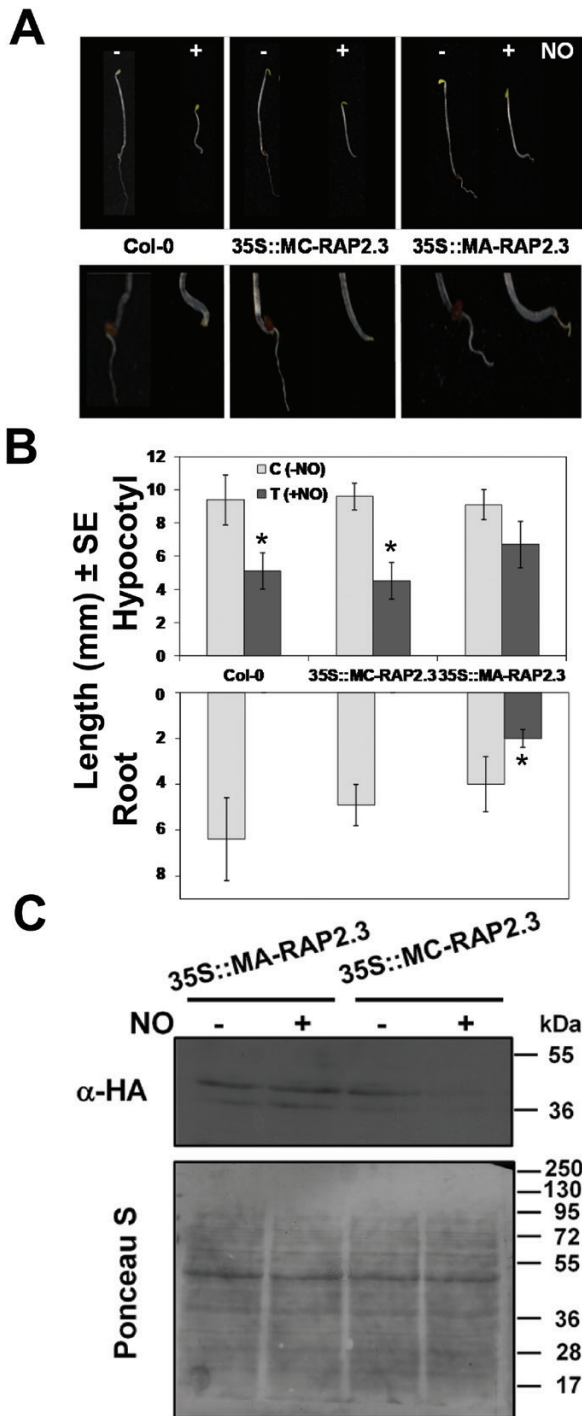 A
- + - + - + NO
Col-0 35S::MC-RAP2.3 35S::MA-RAP2.3
B
Length (mm) ± SE
Hypocotyl
12
10
8
6
4
2
0
C (-NO)
T (+NO)
* *
Col-0 35S::MC-RAP2.3 35S::MA-RAP2.3
Root
0
2
4
6
8
*
C
35S::MA-RAP2.3 35S::MC-RAP2.3
NO - + - + kDa
α-HA
55
36
Ponceau S
250
130
95
72
55
36
28
17